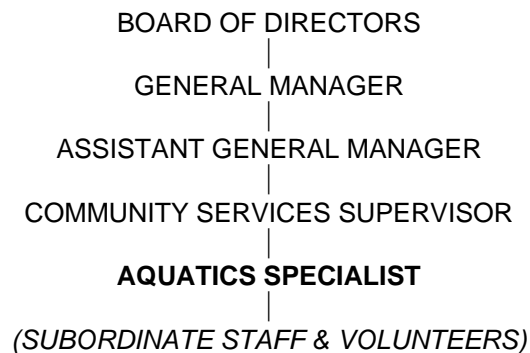 BOARD OF DIRECTORS
GENERAL MANAGER
ASSISTANT GENERAL MANAGER
COMMUNITY SERVICES SUPERVISOR
AQUATICS SPECIALIST
(SUBORDINATE STAFF & VOLUNTEERS)